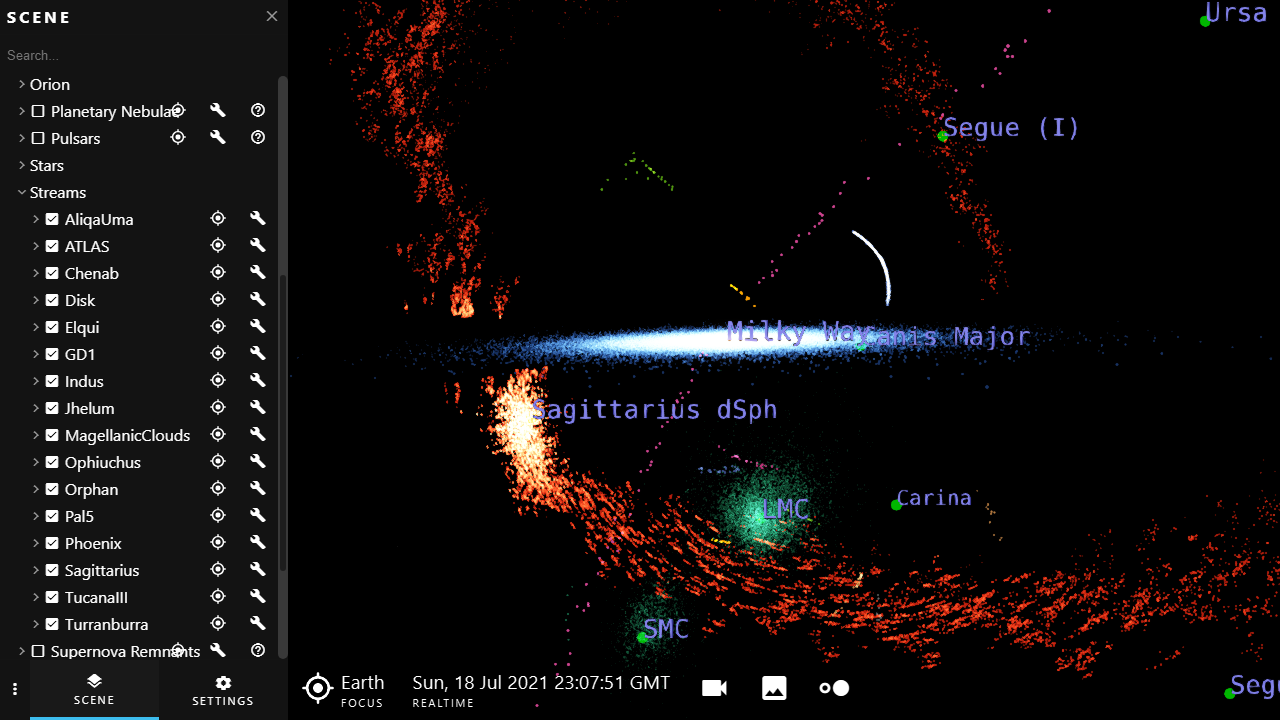 SCENE
Search...
Orion
Planetary Nebulae
Pulsars
Stars
Streams
AliqaUma
ATLAS
Chenab
Disk
Elqui
GD1
Indus
Jhelum
MagellanicClouds
Ophiuchus
Orphan
Pal5
Phoenix
Sagittarius
TucanaIII
Turranburra
Supernova Remnants
SCENE
SETTINGS
Ursa
Segue (I)
Milky Way
Canis Major
Sagittarius dSph
LMC
Carina
SMC
Segu
Earth
FOCUS
Sun, 18 Jul 2021 23:07:51 GMT
REALTIME